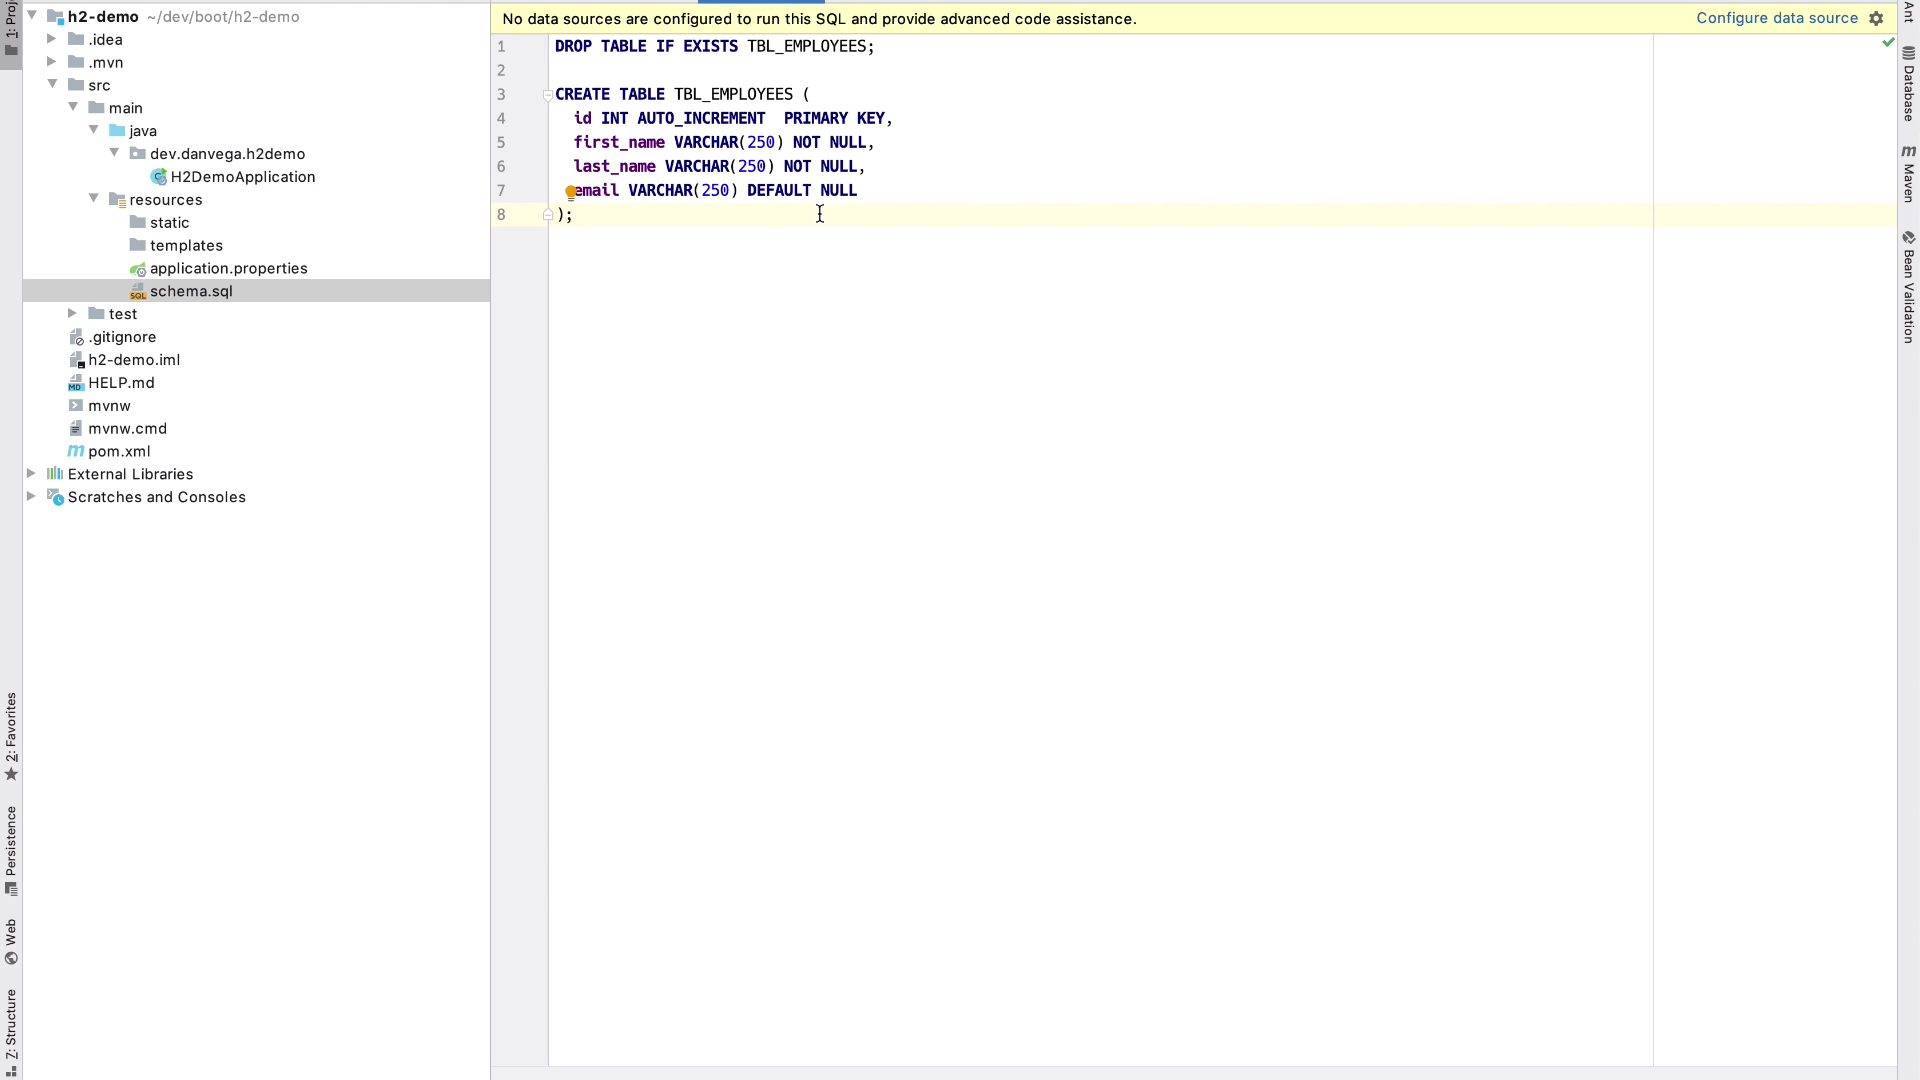 1: Proj
h2-demo ~/dev/boot/h2-demo
.idea
.mvn
src
main
java
dev.danvega.h2demo
H2DemoApplication
resources
static
templates
application.properties
schema.sql
test
.gitignore
h2-demo.iml
HELP.md
mvnw
mvnw.cmd
pom.xml
External Libraries
Scratches and Consoles
2: Favorites
Persistence
Web
Z: Structure
No data sources are configured to run this SQL and provide advanced code assistance.
Configure data source
1 DROP TABLE IF EXISTS TBL_EMPLOYEES;
2
3 CREATE TABLE TBL_EMPLOYEES (
4 id INT AUTO_INCREMENT  PRIMARY KEY,
5 first_name VARCHAR(250) NOT NULL,
6 last_name VARCHAR(250) NOT NULL,
7 email VARCHAR(250) DEFAULT NULL
8 );
Ant
Database
Maven
Bean Validation